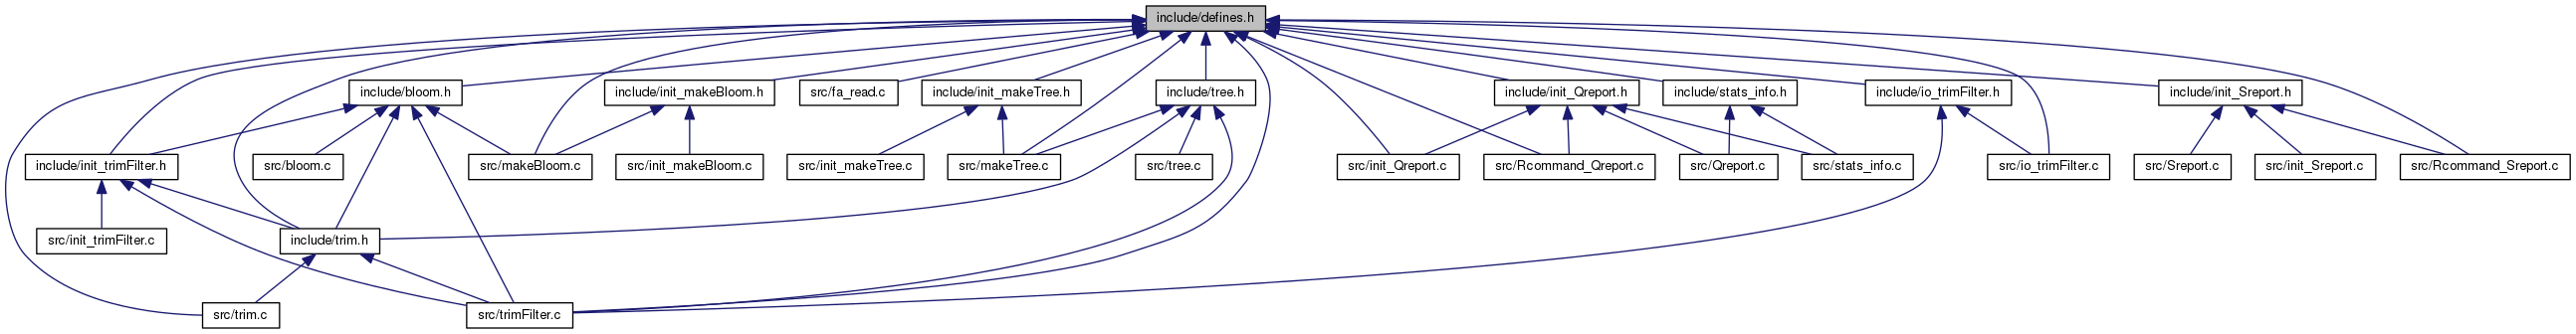 include/defines.h
include/bloom.h
include/init_makeBloom.h
src/fa_read.c
include/init_makeTree.h
include/tree.h
include/init_Qreport.h
include/stats_info.h
include/io_trimFilter.h
include/init_Sreport.h
include/init_trimFilter.h
src/bloom.c
src/makeBloom.c
src/init_makeBloom.c
src/init_makeTree.c
src/makeTree.c
src/tree.c
src/init_Qreport.c
src/Rcommand_Qreport.c
src/Qreport.c
src/stats_info.c
src/io_trimFilter.c
src/Sreport.c
src/init_Sreport.c
src/Rcommand_Sreport.c
src/init_trimFilter.c
include/trim.h
src/trim.c
src/trimFilter.c